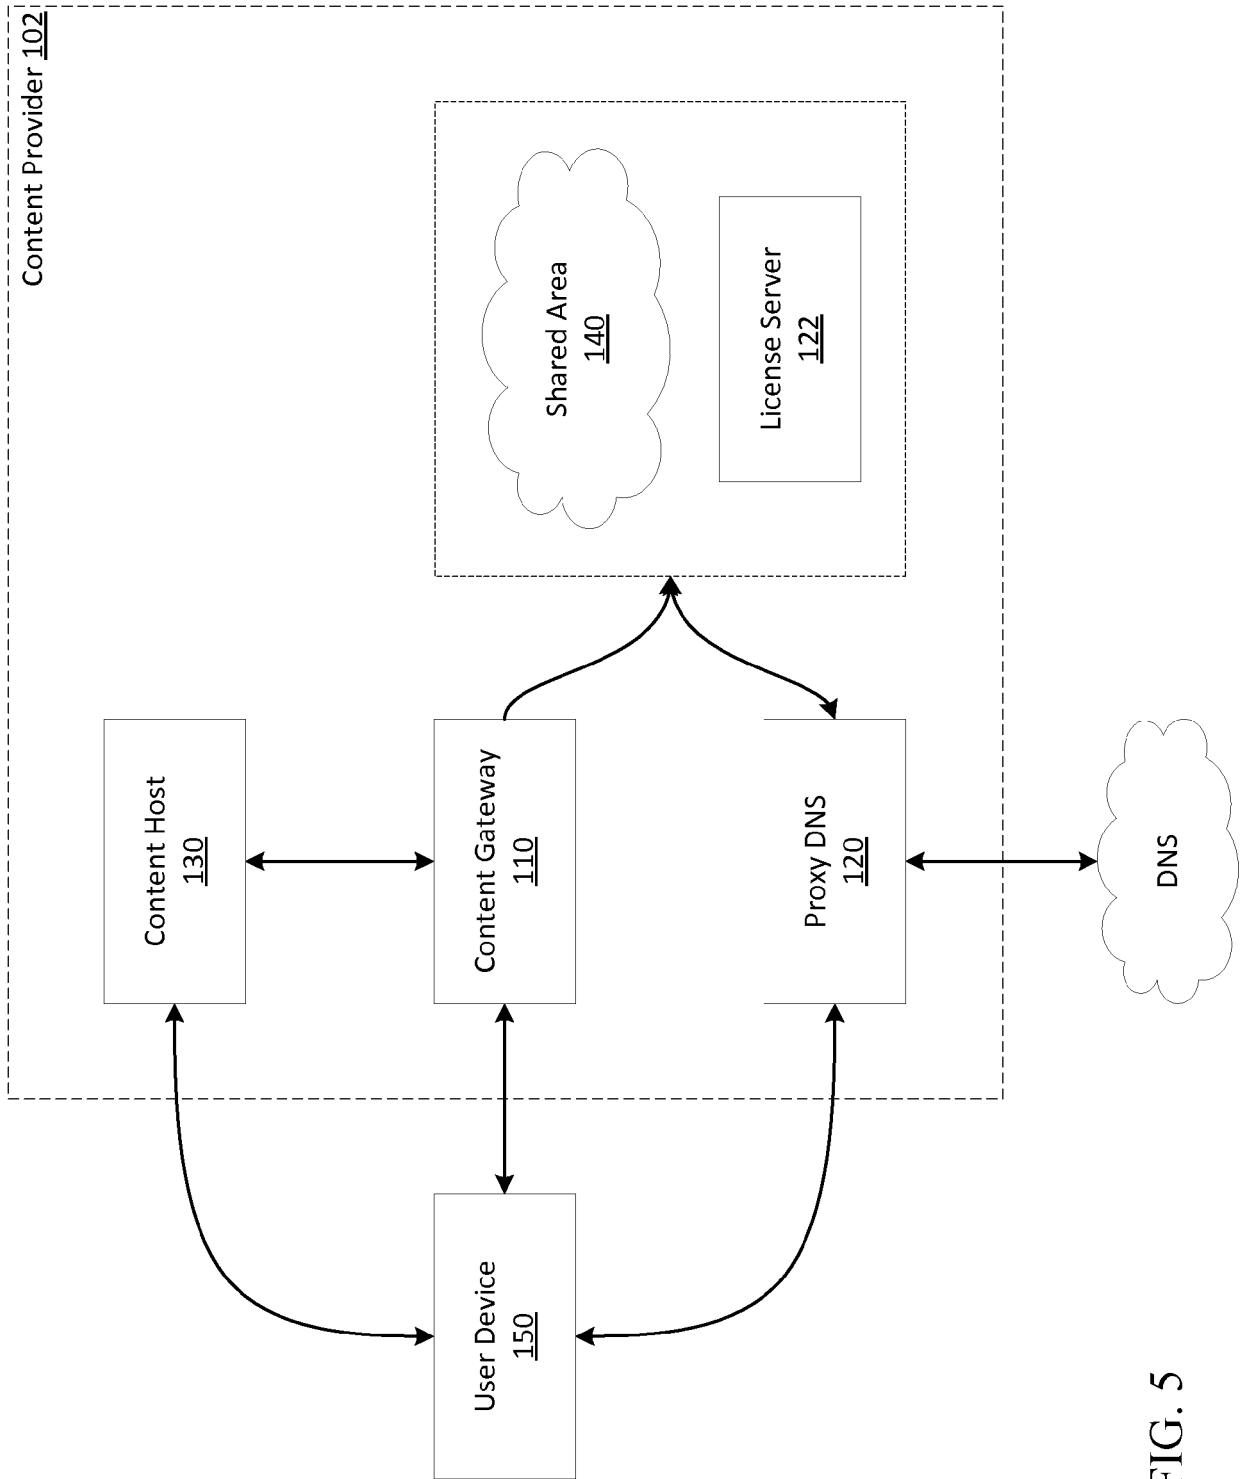 Content Provider 102
Content Host
130
Shared Area
140
User Device
150
Content Gateway
110
License Server
122
Proxy DNS
120
DNS
FIG. 5